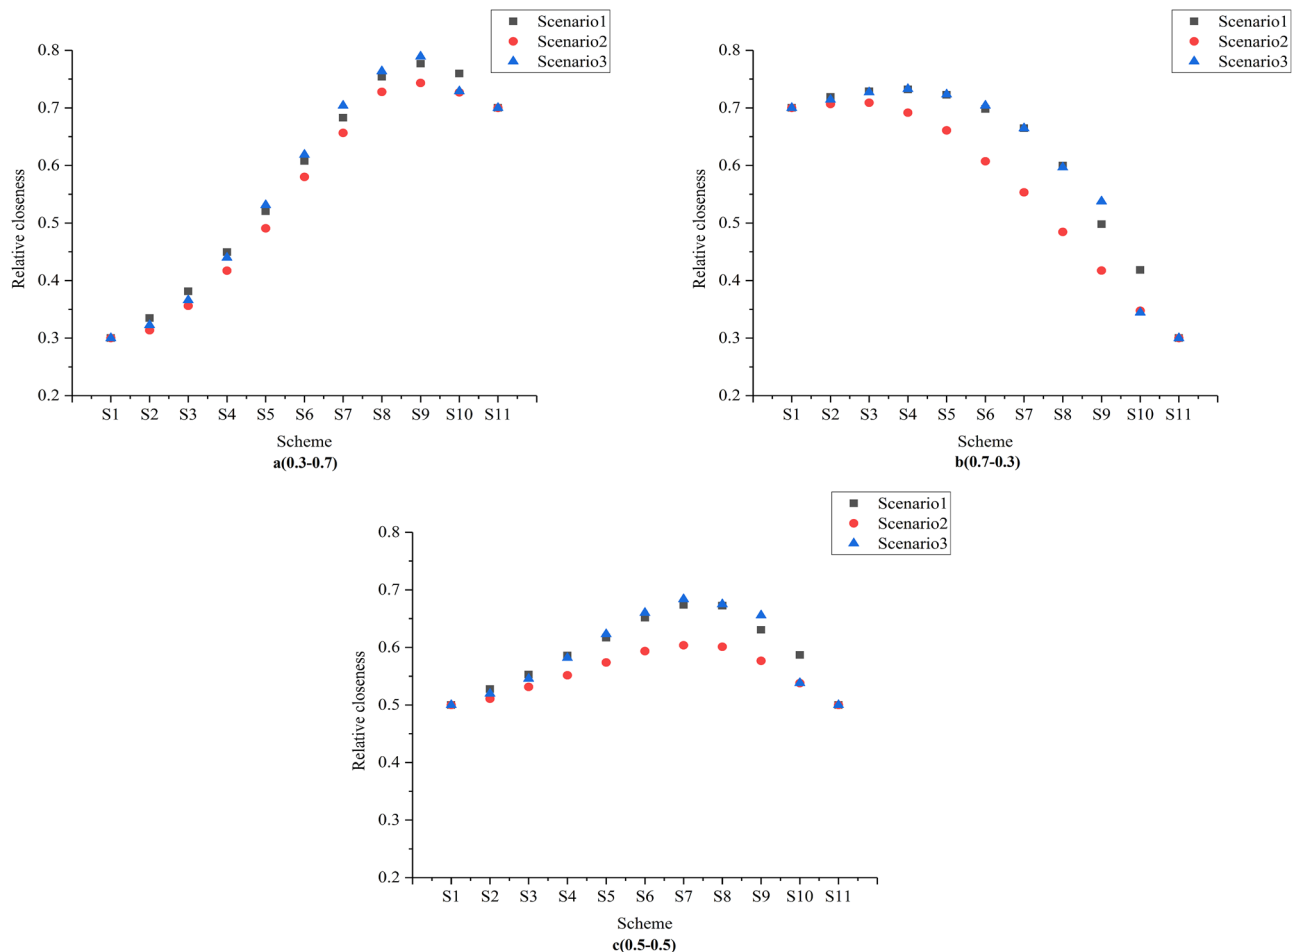 Scenario1
Scenario2
Scenario3
0.8
0.7
0.6
0.5
0.4
0.3
0.2
Relative closeness
S1 S2 S3 S4 S5 S6 S7 S8 S9 S10 S11
Scheme
a(0.3-0.7)
Scenario1
Scenario2
Scenario3
0.8
0.7
0.6
0.5
0.4
0.3
0.2
Relative closeness
S1 S2 S3 S4 S5 S6 S7 S8 S9 S10 S11
Scheme
b(0.7-0.3)
Scenario1
Scenario2
Scenario3
0.8
0.7
0.6
0.5
0.4
0.3
0.2
Relative closeness
S1 S2 S3 S4 S5 S6 S7 S8 S9 S10 S11
Scheme
c(0.5-0.5)